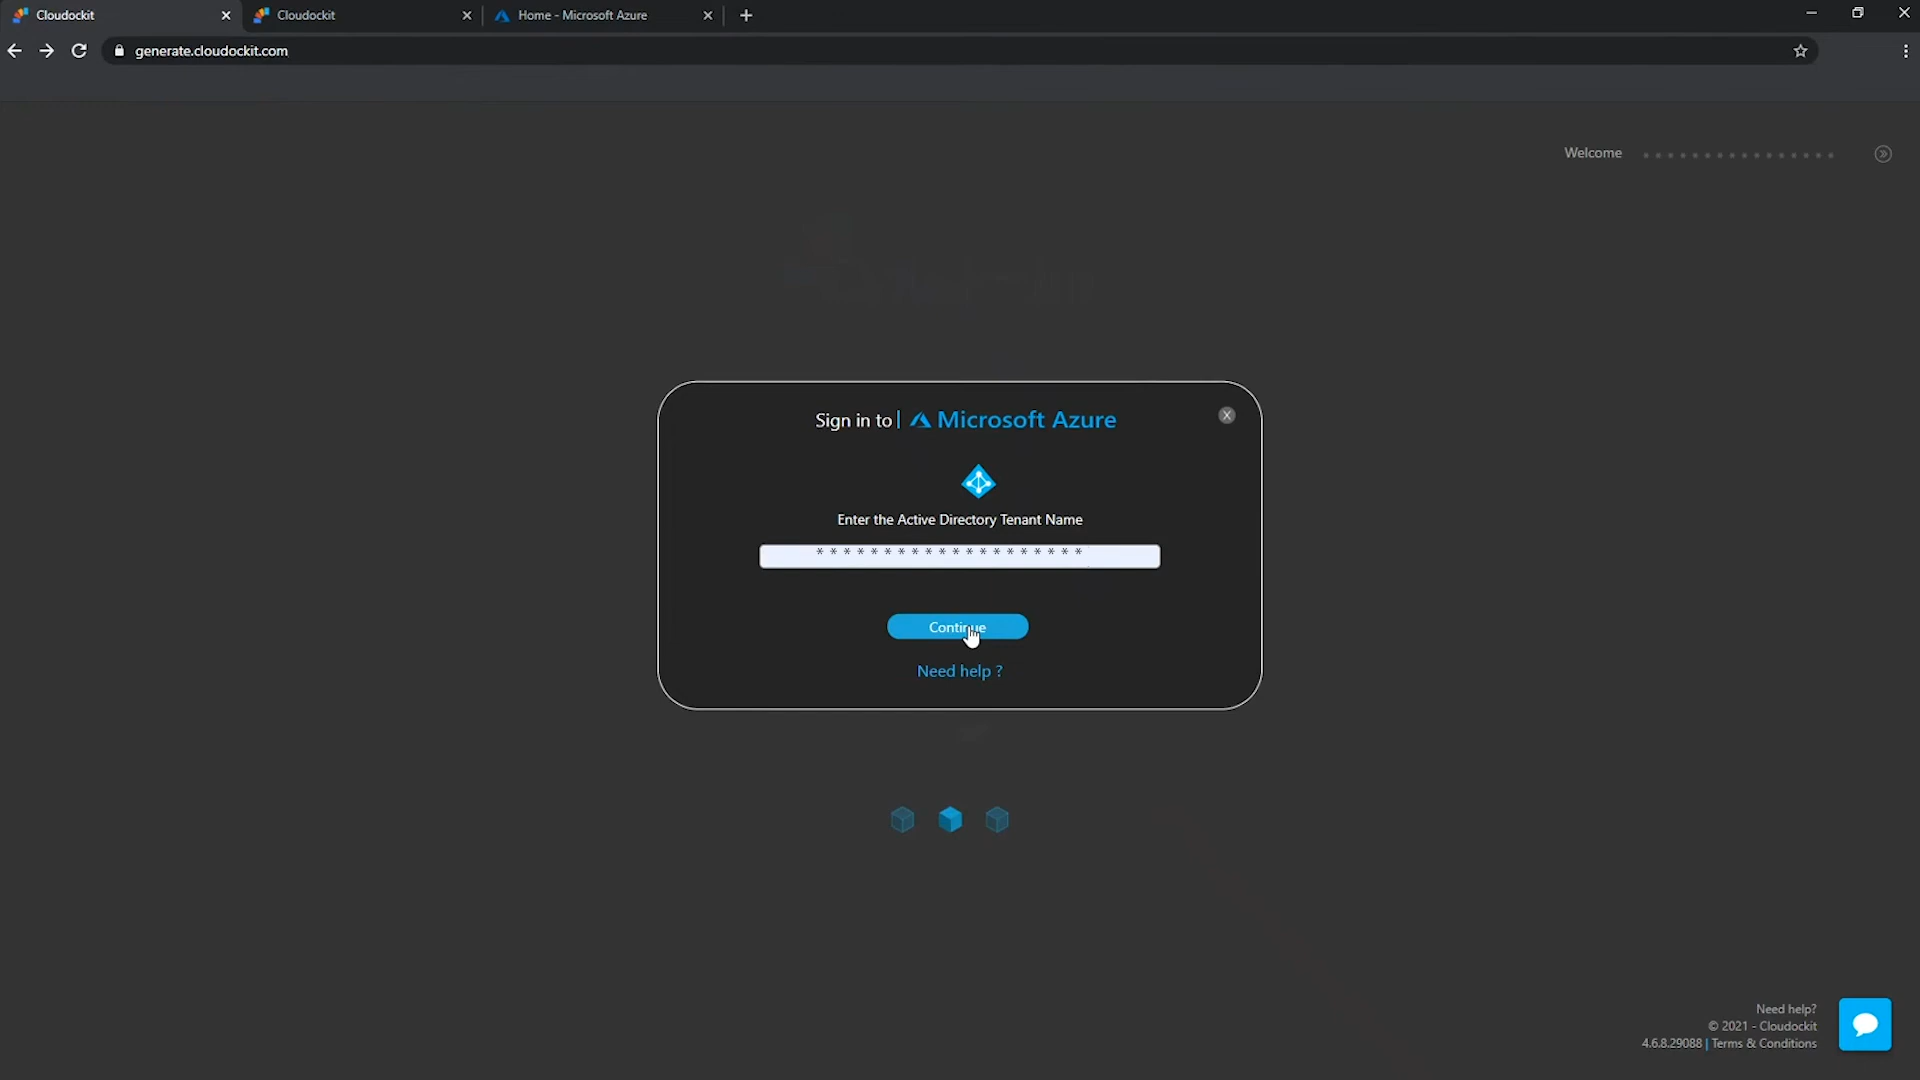 Cloudockit
Cloudockit
Home - Microsoft Azure
generate.cloudockit.com
Welcome
Sign in to | Microsoft Azure
X
Enter the Active Directory Tenant Name
* * * * * * * * * * * * * * * * * * * *
Continue
Need help ?
Need help?
© 2021 - Cloudockit
4.6.8.29088 | Terms & Conditions